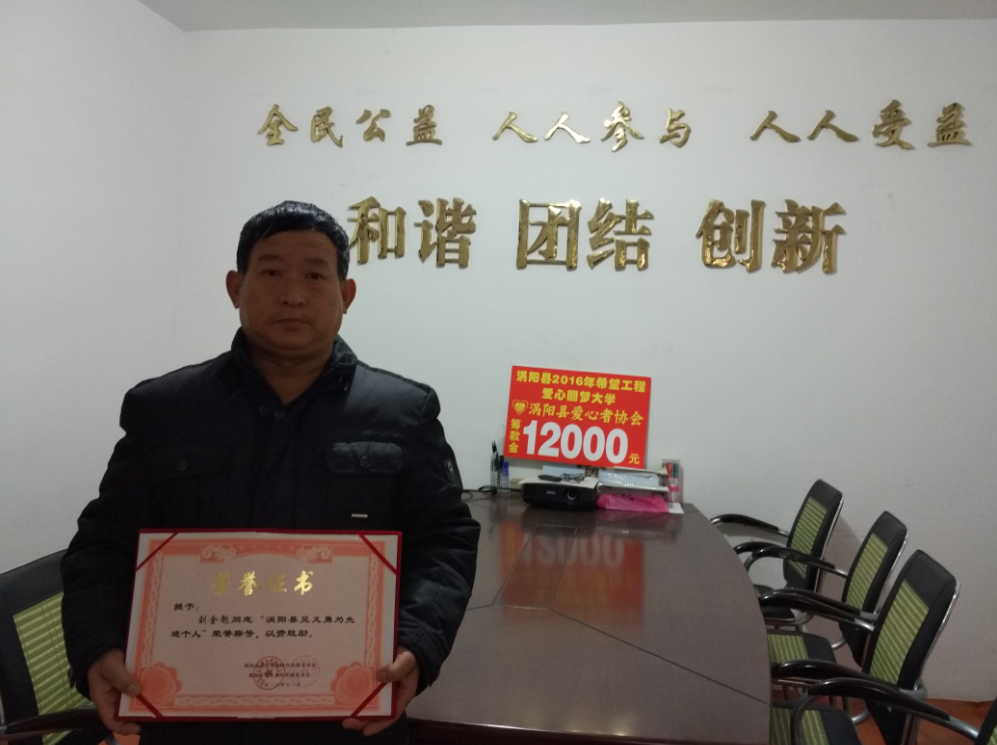 全民公益 人人参与 人人受益
和谐 团结 创新
涡阳县2016年希望工程
爱心圆梦大学
涡阳县爱心者协会
筹款金 12000 元
荣誉证书
授予：
同志“涡阳县见义勇为先
进个人”荣誉称号，以资鼓励。